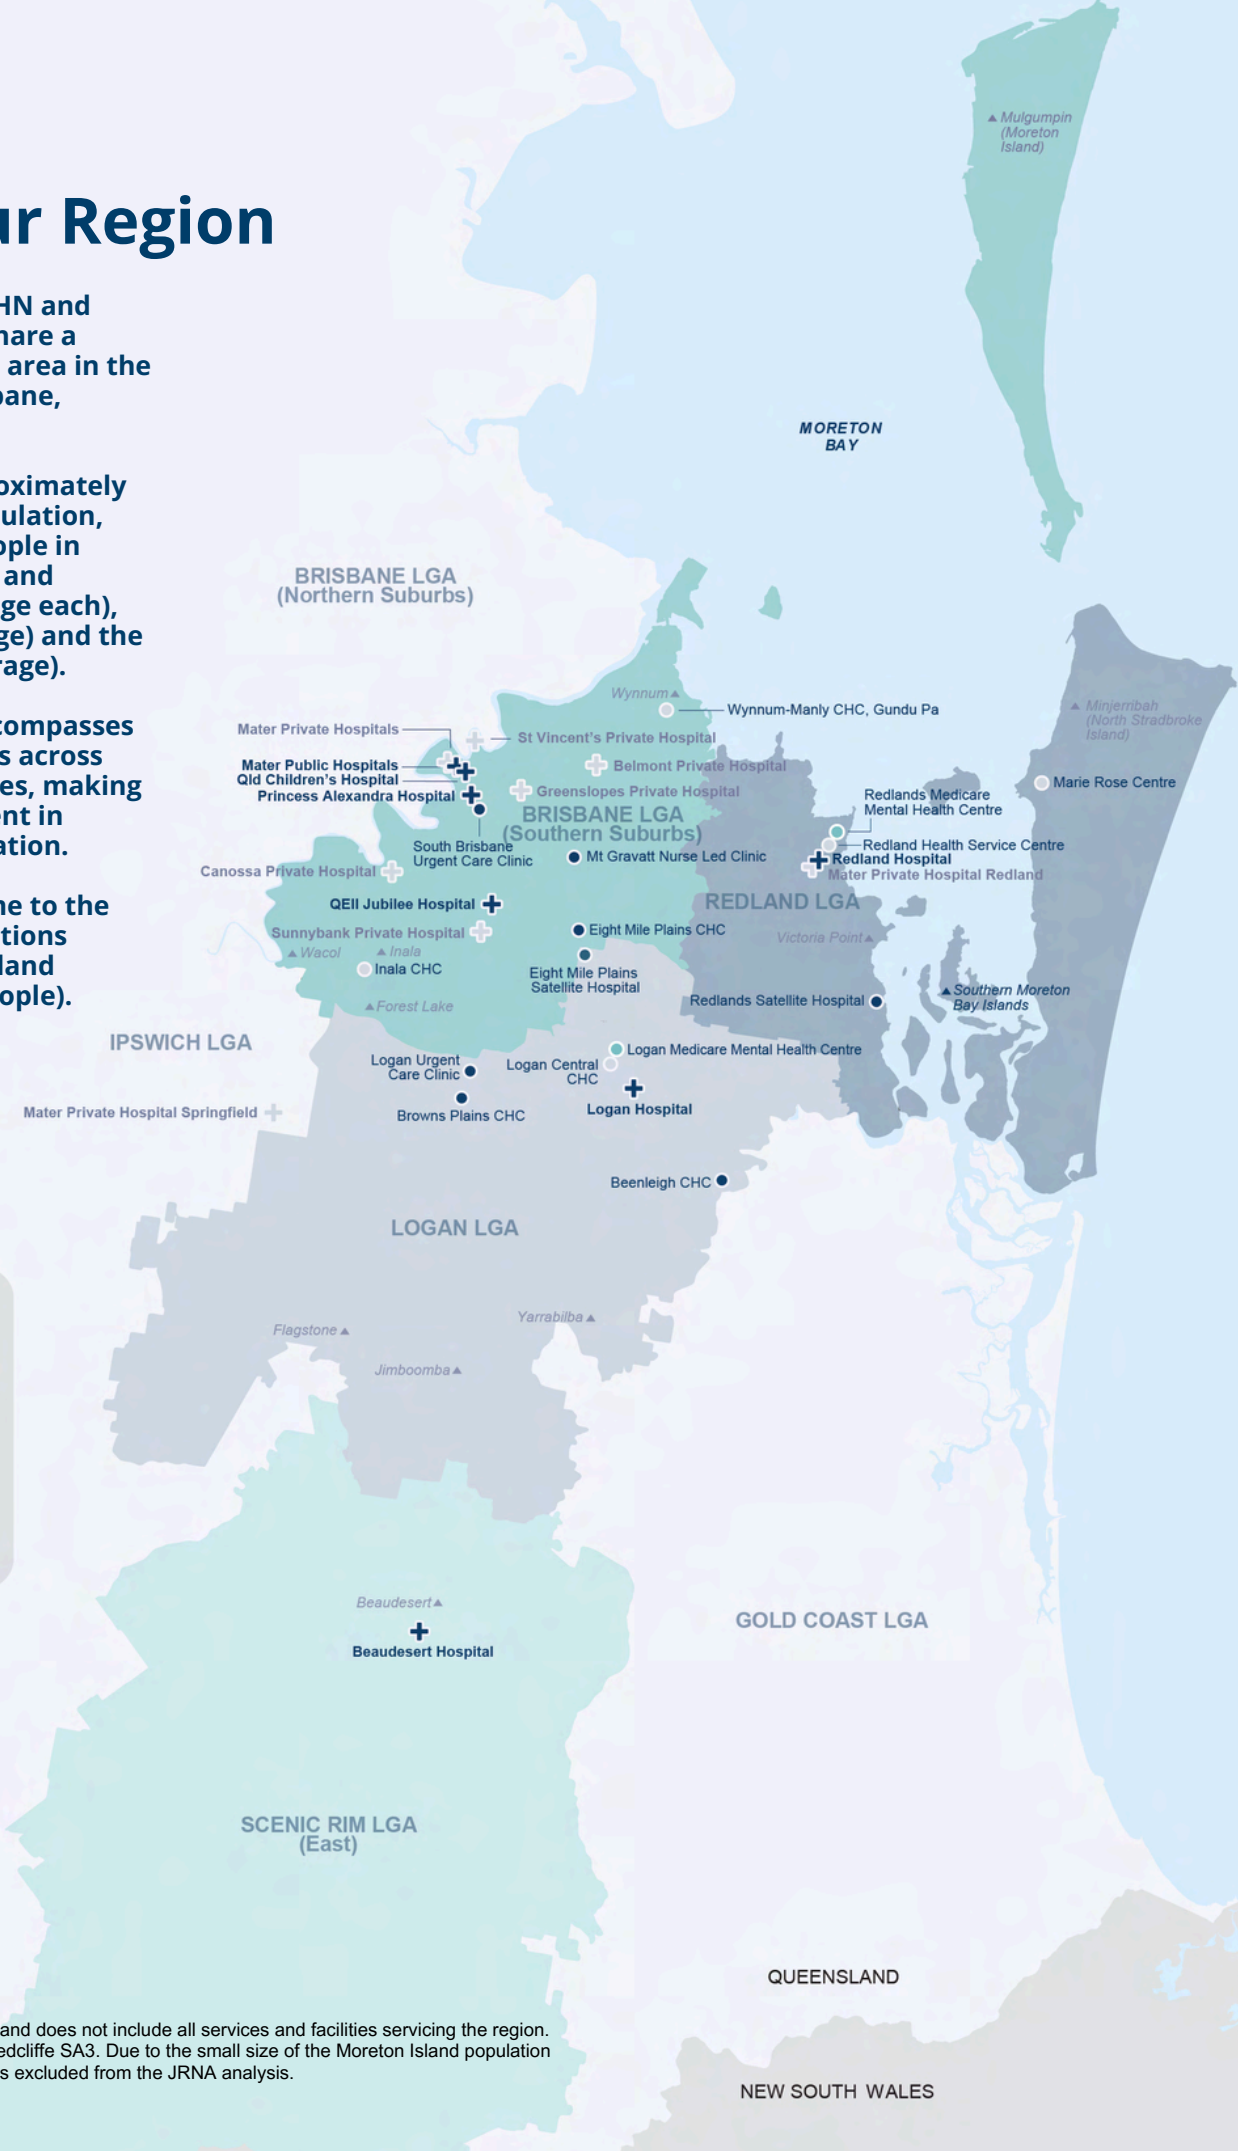 ur Region
HN and
hare a
area in the
bane,
oximately
ulation,
ople in
and
ge each),
ge) and the
rage).
compasses
s across
es, making
ent in
ation.
me to the
tions
land
ople).
Mulgumpin
(Moreton
Island)
MORETON
BAY
BRISBANE LGA
(Northern Suburbs)
Wynnum
Wynnum-Manly CHC, Gundu Pa
Minjerribah
(North Stradbroke
Island)
Mater Private Hospitals
St Vincent's Private Hospital
Mater Public Hospitals
Belmont Private Hospital
Qld Children's Hospital
Marie Rose Centre
Princess Alexandra Hospital
Greenslopes Private Hospital
Redlands Medicare
Mental Health Centre
BRISBANE LGA
(Southern Suburbs)
South Brisbane
Urgent Care Clinic
Redland Health Service Centre
Mt Gravatt Nurse Led Clinic
Redland Hospital
Canossa Private Hospital
Mater Private Hospital Redland
QEII Jubilee Hospital
REDLAND LGA
Sunnybank Private Hospital
Eight Mile Plains CHC
Victoria Point
Wacol
Inala
Inala CHC
Eight Mile Plains
Satellite Hospital
Southern Moreton
Bay Islands
Redlands Satellite Hospital
Forest Lake
IPSWICH LGA
Logan Medicare Mental Health Centre
Logan Urgent
Care Clinic
Logan Central
CHC
Mater Private Hospital Springfield
Browns Plains CHC
Logan Hospital
Beenleigh CHC
LOGAN LGA
Yarrabilba
Flagstone
Jimboomba
Beaudesert
Beaudesert Hospital
GOLD COAST LGA
SCENIC RIM LGA
(East)
QUEENSLAND
and does not include all services and facilities servicing the region.
edcliffe SA3. Due to the small size of the Moreton Island population
s excluded from the JRNA analysis.
NEW SOUTH WALES